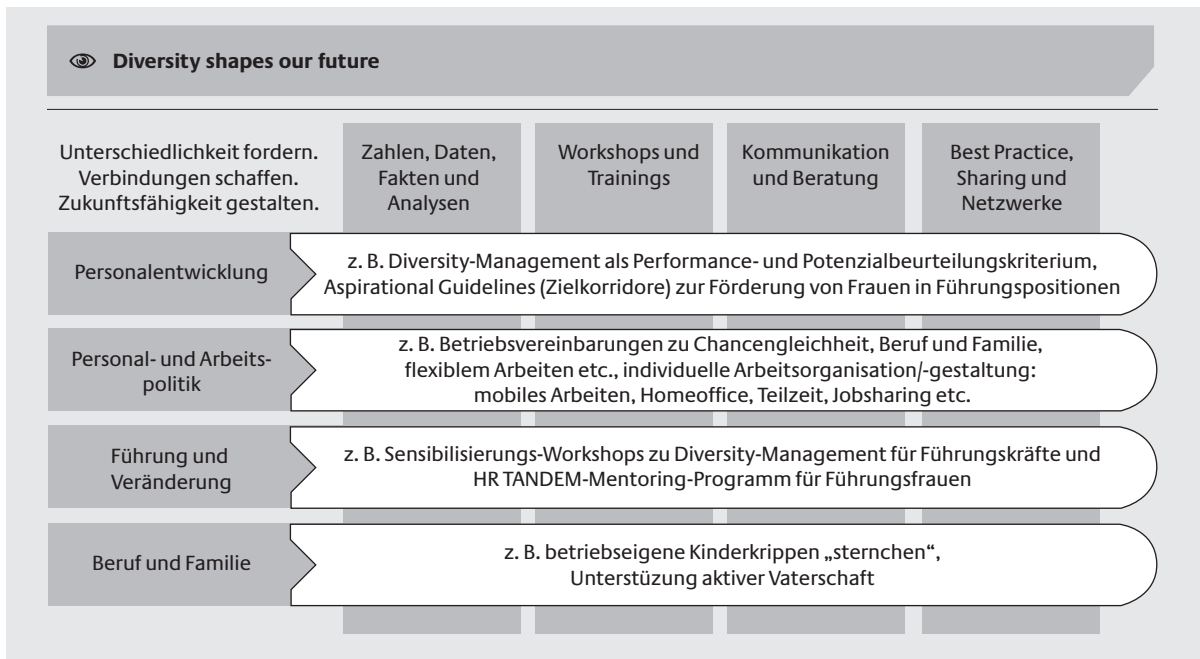 Diversity shapes our future
Unterschiedlichkeit fordern.
Verbindungen schaffen.
Zukunftsfähigkeit gestalten.
Zahlen, Daten,
Fakten und
Analysen
Workshops und
Trainings
Kommunikation
und Beratung
Best Practice,
Sharing und
Netzwerke
Personalentwicklung
z. B. Diversity-Management als Performance- und Potenzialbeurteilungskriterium,
Aspirational Guidelines (Zielkorridore) zur Förderung von Frauen in Führungspositionen
Personal- und Arbeits-
politik
z. B. Betriebsvereinbarungen zu Chancengleichheit, Beruf und Familie,
flexiblem Arbeiten etc., individuelle Arbeitsorganisation/-gestaltung:
mobiles Arbeiten, Homeoffice, Teilzeit, Jobsharing etc.
Führung und
Veränderung
z. B. Sensibilisierungs-Workshops zu Diversity-Management für Führungskräfte und
HR TANDEM-Mentoring-Programm für Führungsfrauen
Beruf und Familie
z. B. betriebseigene Kinderkrippen „sternchen“,
Unterstüzung aktiver Vaterschaft